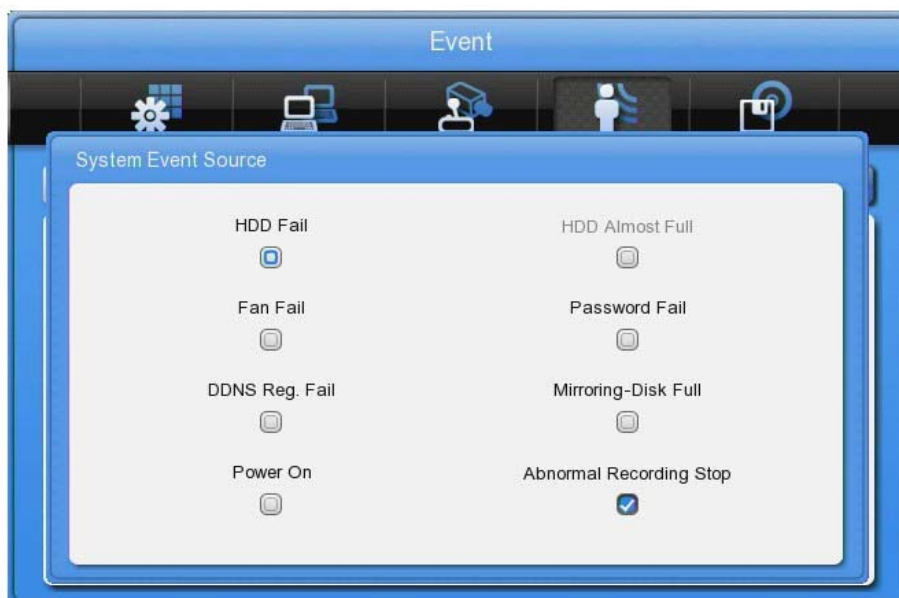 Event
System Event Source
HDD Fail
HDD Almost Full
Fan Fail
Password Fail
DDNS Reg. Fail
Mirroring-Disk Full
Power On
Abnormal Recording Stop